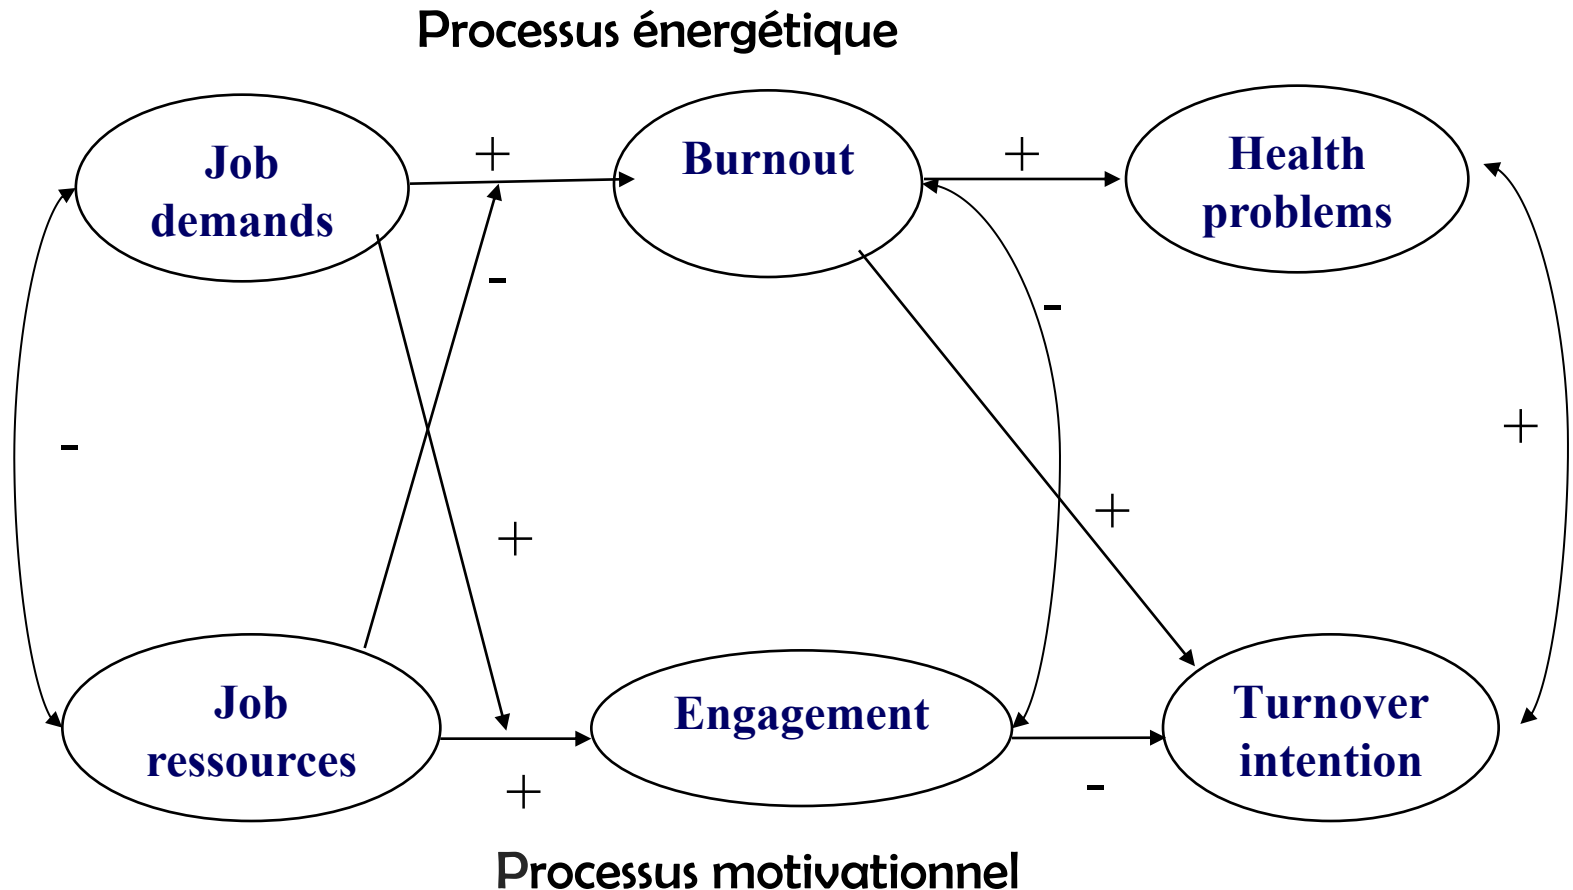 Processus énergétique
Job
demands
+
Burnout
+
Health
problems
-
-
-
+
+
+
Job
ressources
+
Engagement
-
Turnover
intention
Processus motivationnel